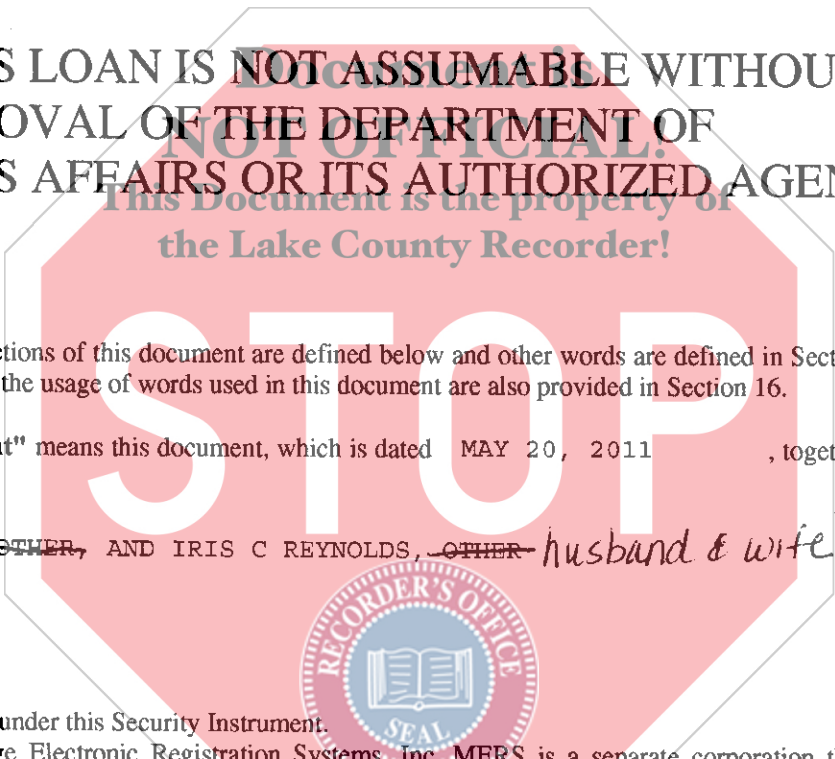 Document is
S LOAN IS NOT ASSUMABLE WITHOU
NOT OFFICIAL!
OVAL OF THE DEPARTMENT OF
This Document is the property of
S AFFAIRS OR ITS AUTHORIZED AGEN
the Lake County Recorder!
STOP
ctions of this document are defined below and other words are defined in Sect
the usage of words used in this document are also provided in Section 16.
t" means this document, which is dated MAY 20, 2011 , toget
OTHER, AND IRIS C REYNOLDS, OTHER husband & wife
RECORDER'S OFFICE
SEAL
under this Security Instrument.
e Electronic Registration Systems, Inc. MERS is a separate corporation t